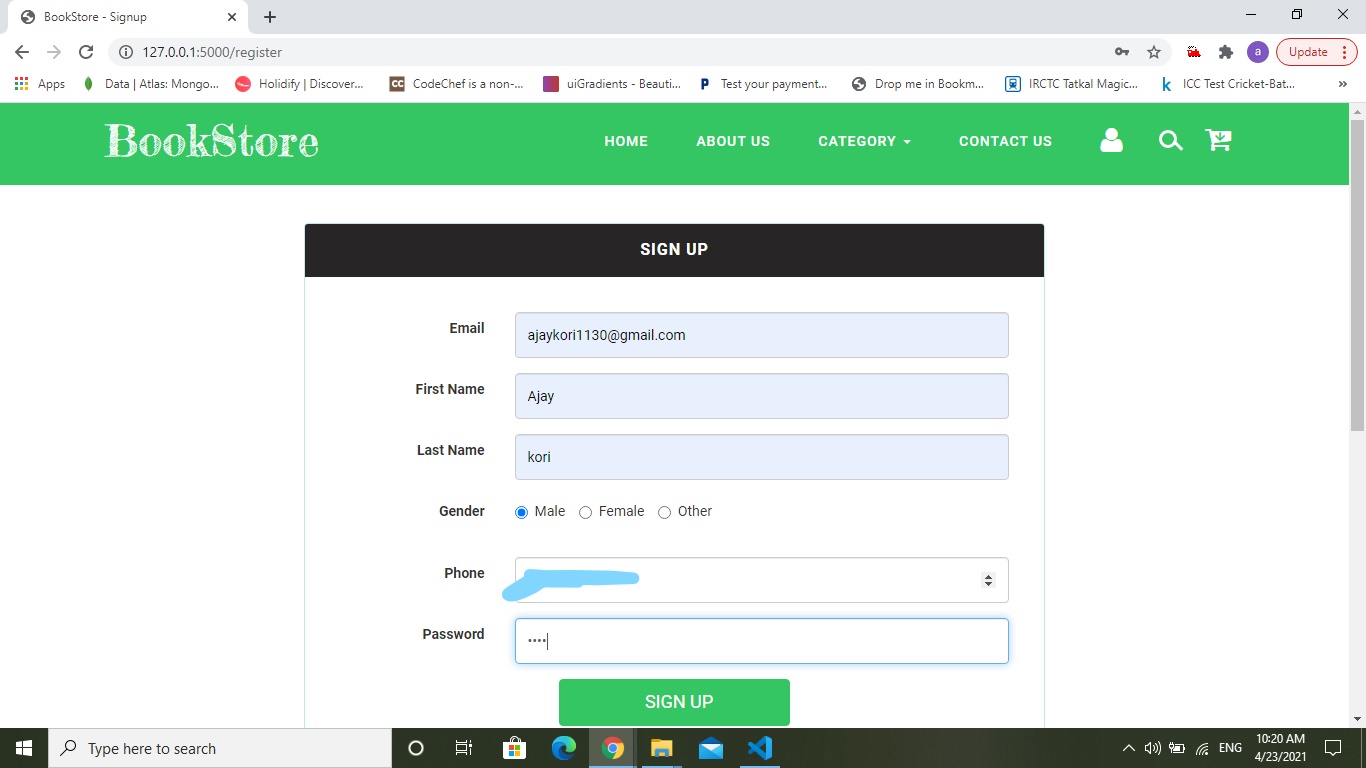 BookStore - Signup
127.0.0.1:5000/register
a
Update
Apps
Data | Atlas: Mongo...
Holidify | Discover...
CC
CodeChef is a non-...
uiGradients - Beauti...
P
Test your payment...
Drop me in Bookm...
IRCTC Tatkal Magic...
k
ICC Test Cricket-Bat...
»
BookStore
HOME
ABOUT US
CATEGORY
CONTACT US
SIGN UP
Email
ajaykori1130@gmail.com
First Name
Ajay
Last Name
kori
Gender
Male
Female
Other
Phone
Password
••••
SIGN UP
Type here to search
ENG
10:20 AM
4/23/2021